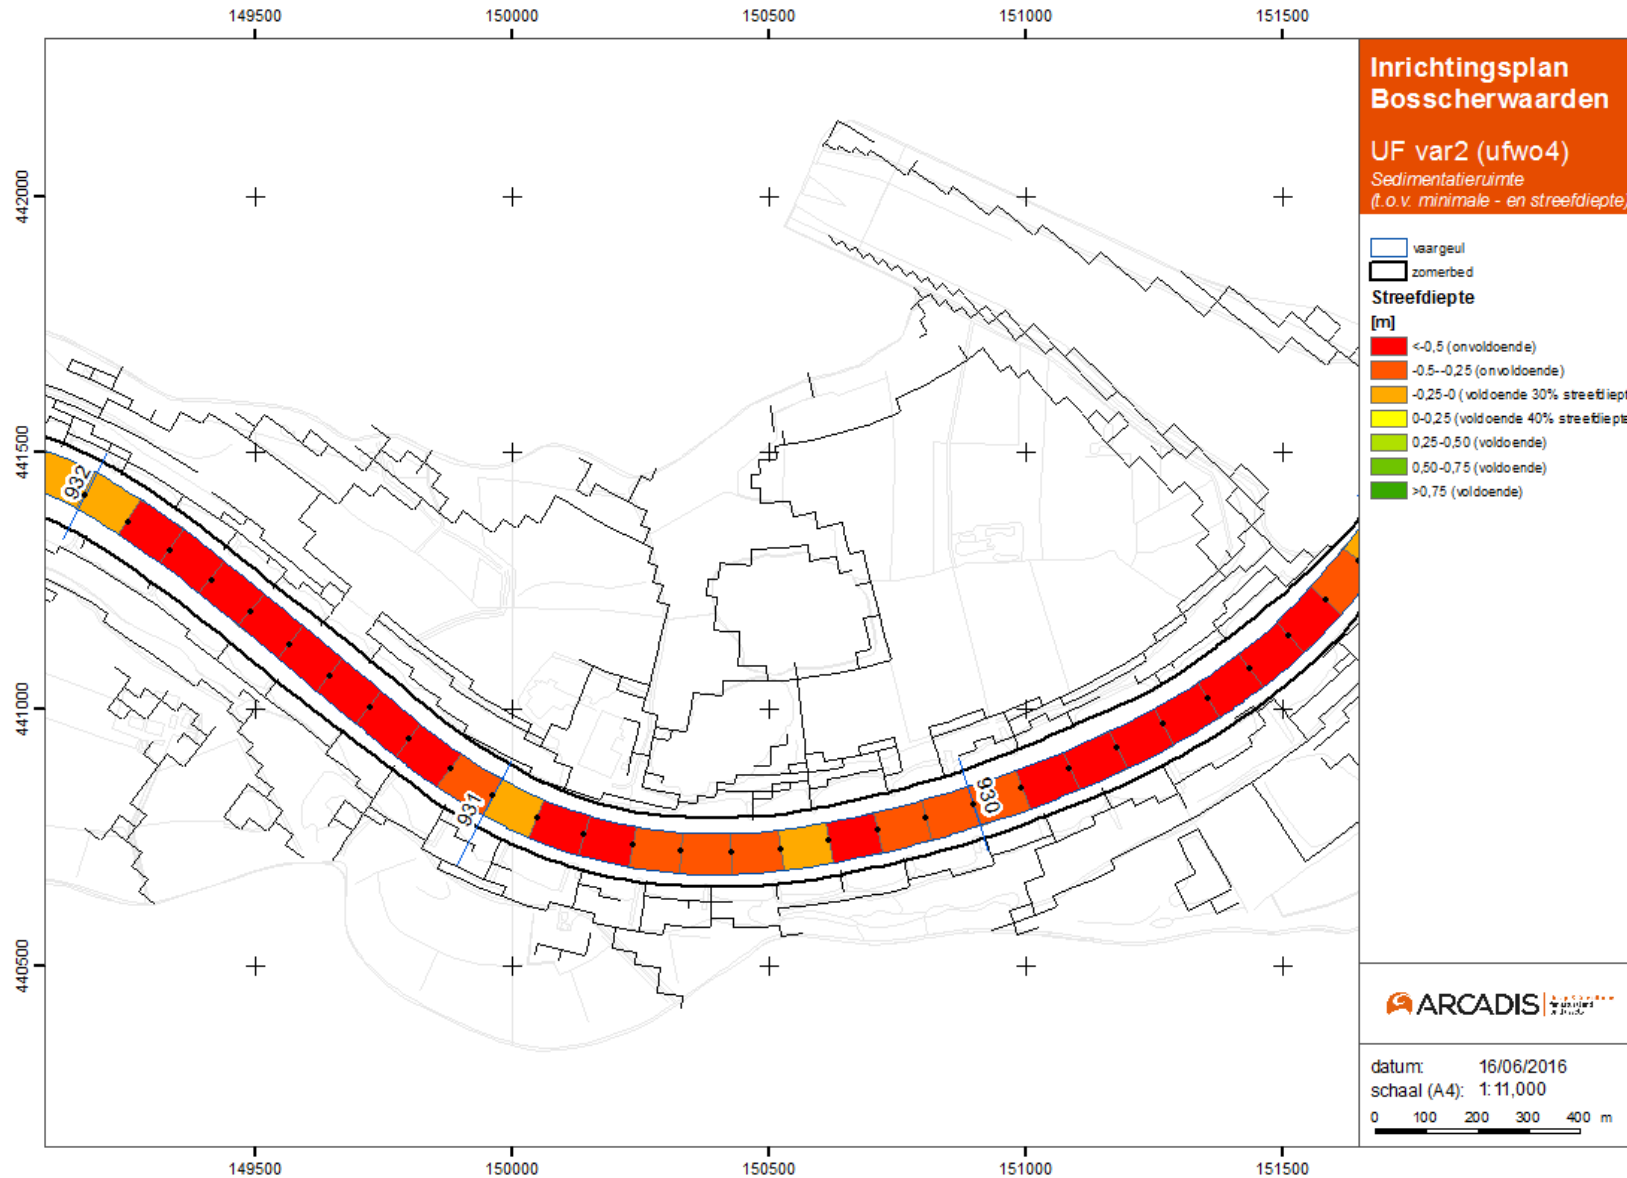 149500 150000 150500 151000 151500
442000
441500
441000
440500
932
931
930
149500 150000 150500 151000 151500
Inrichtingsplan
Bosscherwaarden
UF var2 (ufwo4)
Sedimentatieruimte
(t.o.v. minimale - en streefdiepte)
vaargeul
zomerbed
Streefdiepte
[m]
<-0,5 (onvoldoende)
-0.5--0,25 (onvoldoende)
-0,25-0 (voldoende 30% streefdiept
0-0,25 (voldoende 40% streefdiepte
0,25-0,50 (voldoende)
0,50-0,75 (voldoende)
>0,75 (voldoende)
ARCADIS
datum: 16/06/2016
schaal (A4): 1:11,000
0 100 200 300 400 m